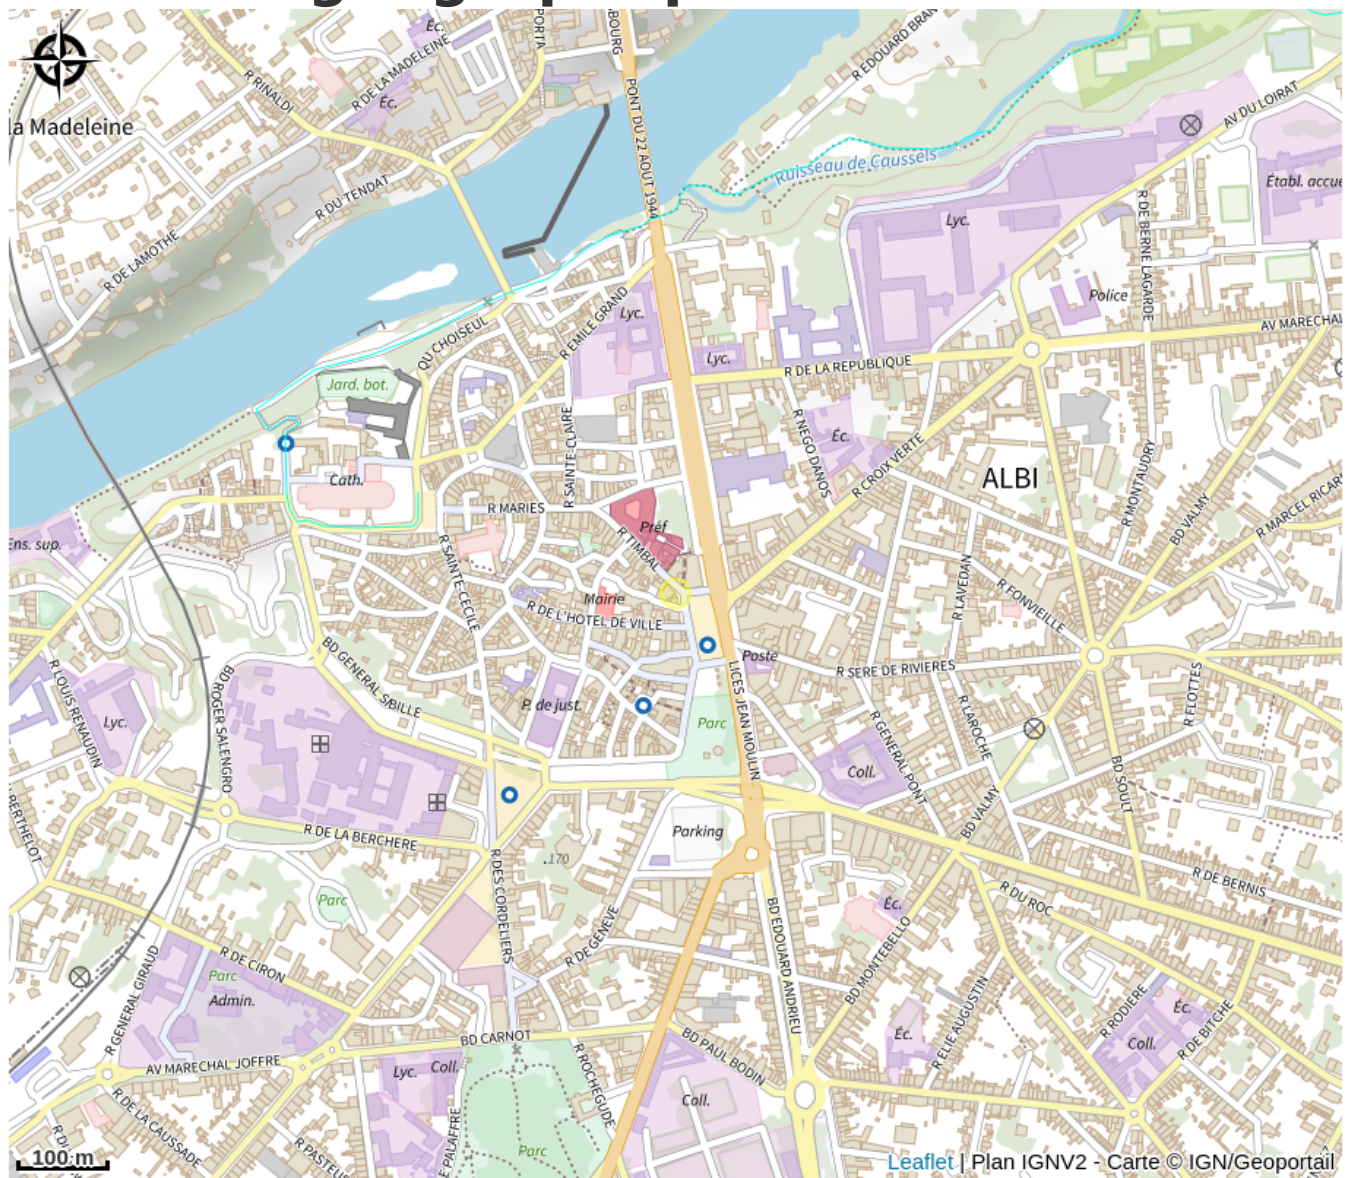 Éc.
R DE LA MADELEINE
R RINALDI
Éc.
PORTA
BOURG
PONT DU 22 AOUT 1944
R EDOUARD BRAN
AV DU LOIRAT
la Madeleine
Ruisseau de Caussels
Établ. accue
R DU TENDAT
R DE LAMOTHE
Lyc.
R DE BERNE LAGARDE
Police
AV MARECHAL
QU CHOISEUL
R EMILE GRAND
Lyc.
Lyc.
R DE LA REPUBLIQUE
Jard. bot.
R SAINTE-CLAIRE
R NEGO DANOS
Éc.
R CROIX VERTE
ALBI
R MONTAUDRY
BD VALMY
R MARCEL RICARD
Cath.
R MARIES
Préf
R TIMBAL
Ens. sup.
R SAINTE-CECILE
Mairie
R DE L'HOTEL DE VILLE
R LAVEDAN
R FONVIEILLE
Poste
R SERE DE RIVIERES
BD GENERAL SIBILLE
R LOUIS RENAUDIN
BD ROGER SALENGRO
Lyc.
P. de just.
Parc
LICES JEAN MOULIN
R GENERAL PONT
R LAROCHE
R FLOTTES
Coll.
BD SOULT
BERTHELOT
R DE LA BERCHERE
Parking
BD VALMY
.170
R DES CORDELIERS
R DE BERNIS
Parc
R DE GENEVE
BD EDOUARD ANDRIEU
Éc.
R DU ROC
BD MONTEBELLO
R GENERAL GIRAUD
R DE CIRON
Parc
Admin.
R ELIE AUGUSTIN
R RODIERE
Éc.
R DE BITCHE
Coll.
Éc.
BD CARNOT
BD PAUL BODIN
AV MARECHAL JOFFRE
Lyc.
Coll.
R ROCHEGUDE
Coll.
R DE LA CAUSSADE
R PASTEUR
E PALAFFRE
Parc
100 m
Leaflet | Plan IGNV2 - Carte © IGN/Geoportail